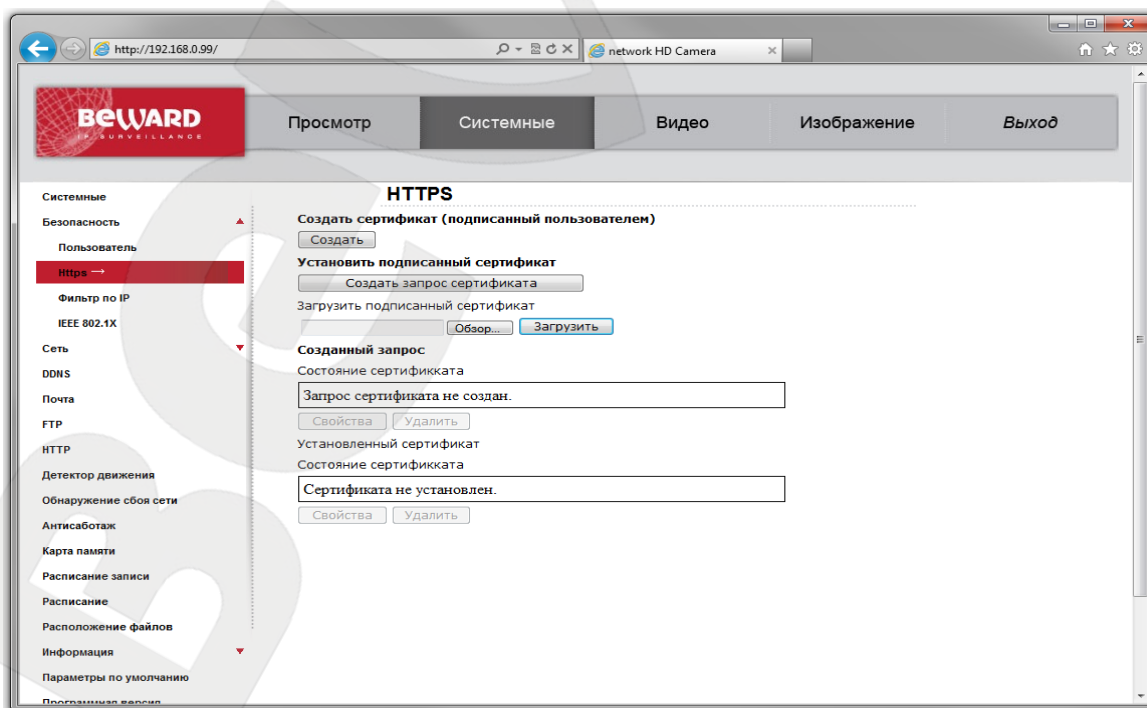 http://192.168.0.99/
network HD Camera
BEWARD
IP SURVEILLANCE
Просмотр
Системные
Видео
Изображение
Выход
Системные
Безопасность
Пользователь
Https →
Фильтр по IP
IEEE 802.1X
Сеть
DDNS
Почта
FTP
HTTP
Детектор движения
Обнаружение сбоя сети
Антисаботаж
Карта памяти
Расписание записи
Расписание
Расположение файлов
Информация
Параметры по умолчанию
Программная версия
HTTPS
Создать сертификат (подписанный пользователем)
Создать
Установить подписанный сертификат
Создать запрос сертификата
Загрузить подписанный сертификат
Обзор... Загрузить
Созданный запрос
Состояние сертификката
Запрос сертификата не создан.
Свойства Удалить
Установленный сертификат
Состояние сертификката
Сертификата не установлен.
Свойства Удалить